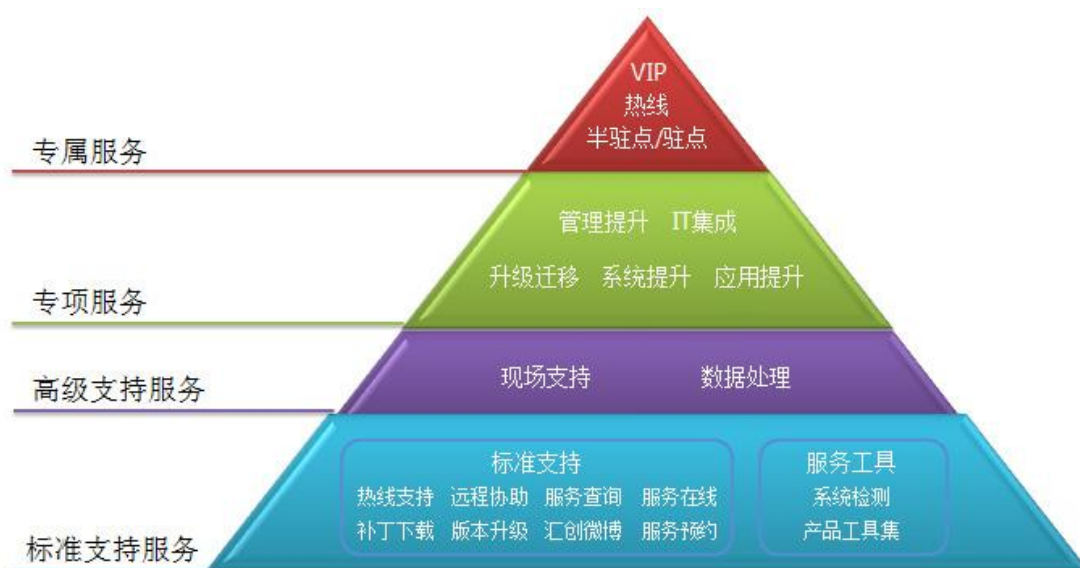 VIP
热线
半驻点/驻点
专属服务
管理提升 IT集成
升级迁移 系统提升 应用提升
专项服务
现场支持 数据处理
高级支持服务
标准支持 服务工具
热线支持 远程协助 服务查询 服务在线 系统检测
补丁下载 版本升级 汇创微博 服务预约 产品工具集
标准支持服务